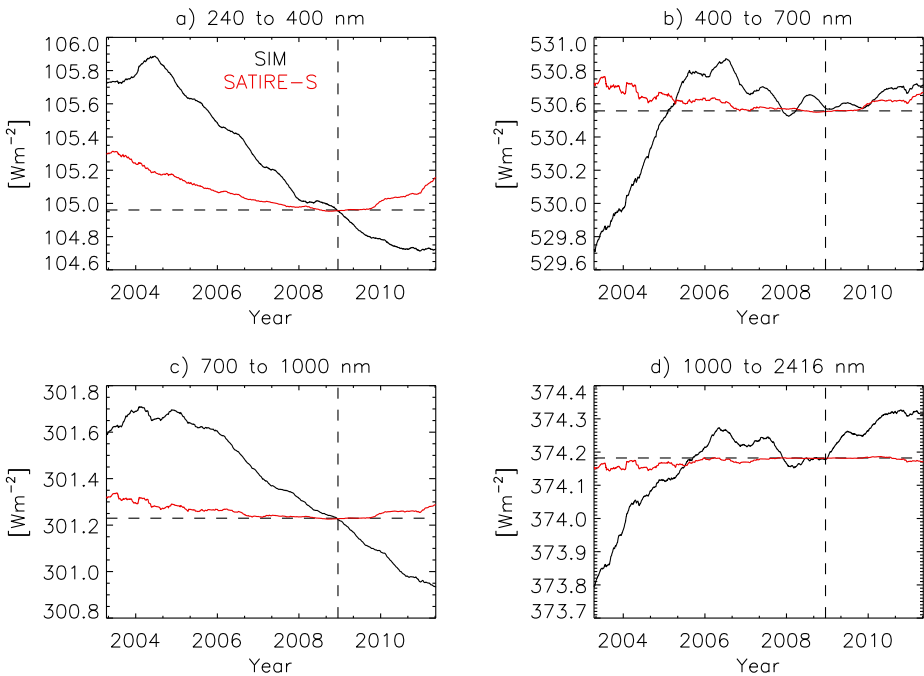 a) 240 to 400 nm
106.0
105.8
105.6
105.4
105.2
105.0
104.8
104.6
[Wm−2]
SIM
SATIRE−S
2004 2006 2008 2010
Year
b) 400 to 700 nm
531.0
530.8
530.6
530.4
530.2
530.0
529.8
529.6
[Wm−2]
2004 2006 2008 2010
Year
c) 700 to 1000 nm
301.8
301.6
301.4
301.2
301.0
300.8
[Wm−2]
2004 2006 2008 2010
Year
d) 1000 to 2416 nm
374.4
374.3
374.2
374.1
374.0
373.9
373.8
373.7
[Wm−2]
2004 2006 2008 2010
Year